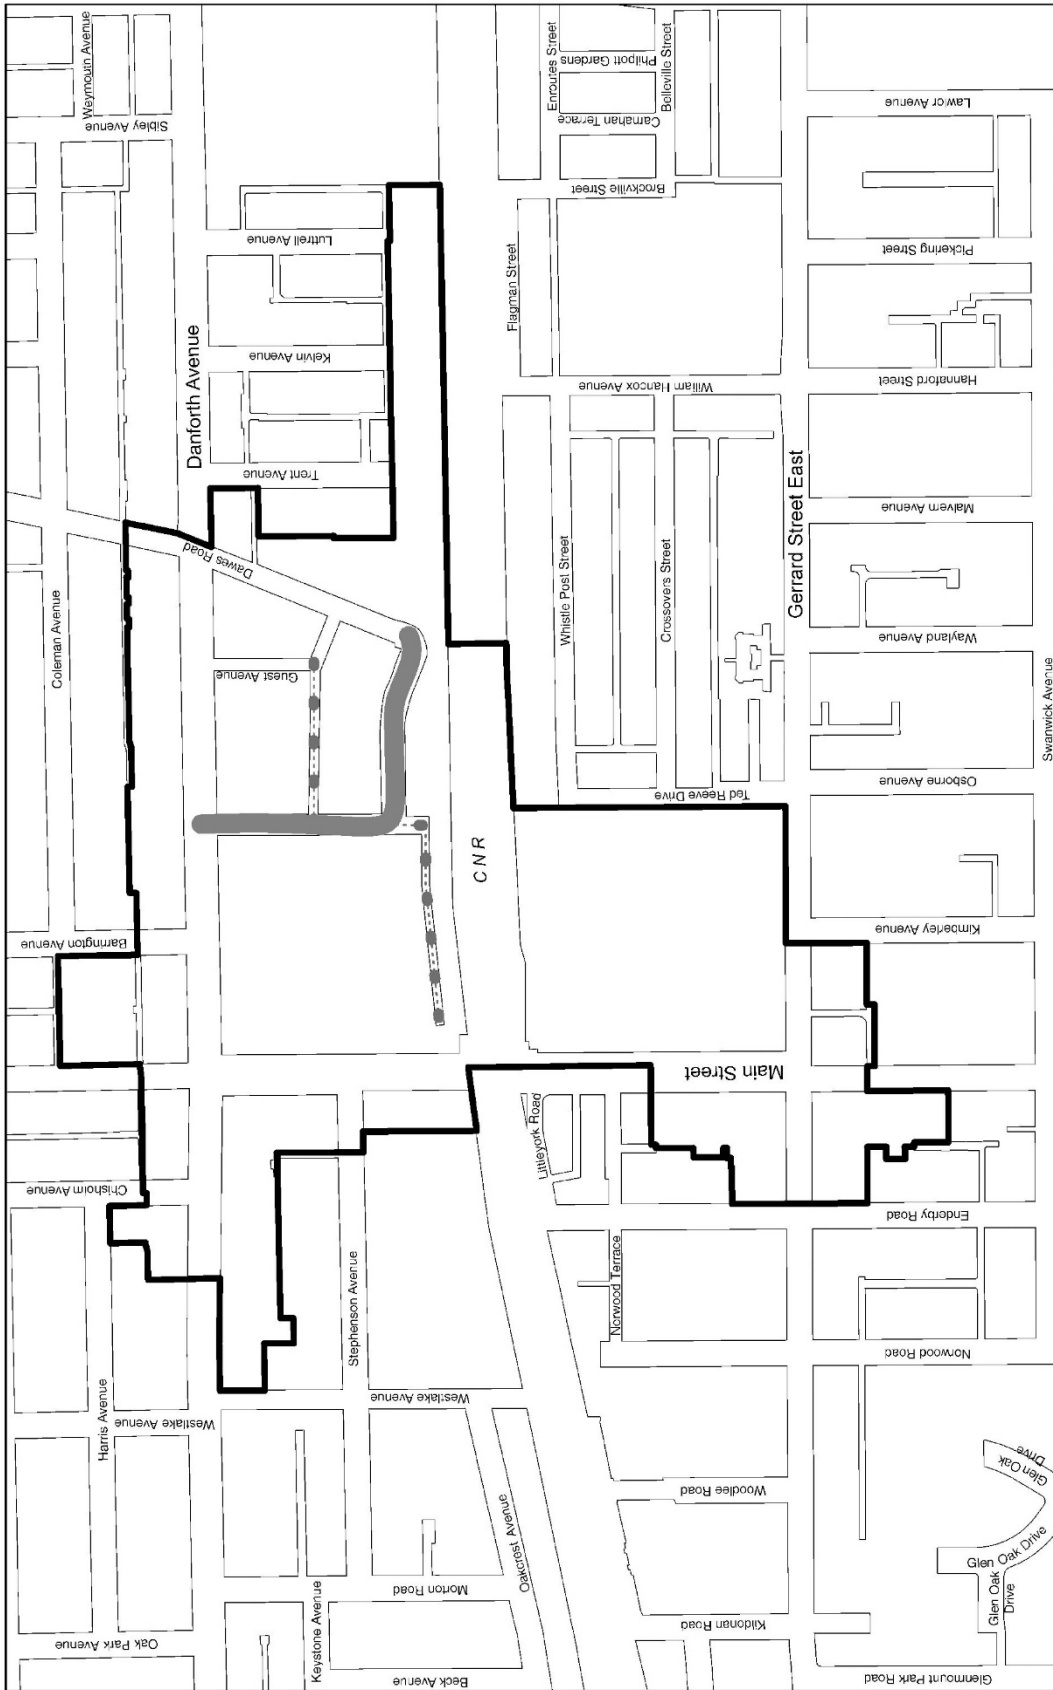 Weymouth Avenue
Sibley Avenue
Enroutes Street
Philpott Gardens
Belleville Street
Carnahan Terrace
Lawlor Avenue
Brockville Street
Luttrell Avenue
Pickering Street
Flagman Street
Kelvin Avenue
Danforth Avenue
William Hancox Avenue
Hannaford Street
Trent Avenue
Gerrard Street East
Malvern Avenue
Dawes Road
Coleman Avenue
Whistle Post Street
Crossovers Street
Wayland Avenue
Guest Avenue
Swanwick Avenue
Ted Reeve Drive
Osborne Avenue
CNR
Barrington Avenue
Kimberley Avenue
Main Street
Littleyork Road
Chisholm Avenue
Enderby Road
Stephenson Avenue
Norwood Terrace
Norwood Road
Harris Avenue
Westlake Avenue
Westlake Avenue
Glen Oak
Drive
Woodlee Road
Oakcrest Avenue
Glen Oak Drive
Morton Road
Glen Oak
Drive
Keystone Avenue
Oak Park Avenue
Kildonan Road
Beck Avenue
Glenmount Park Road